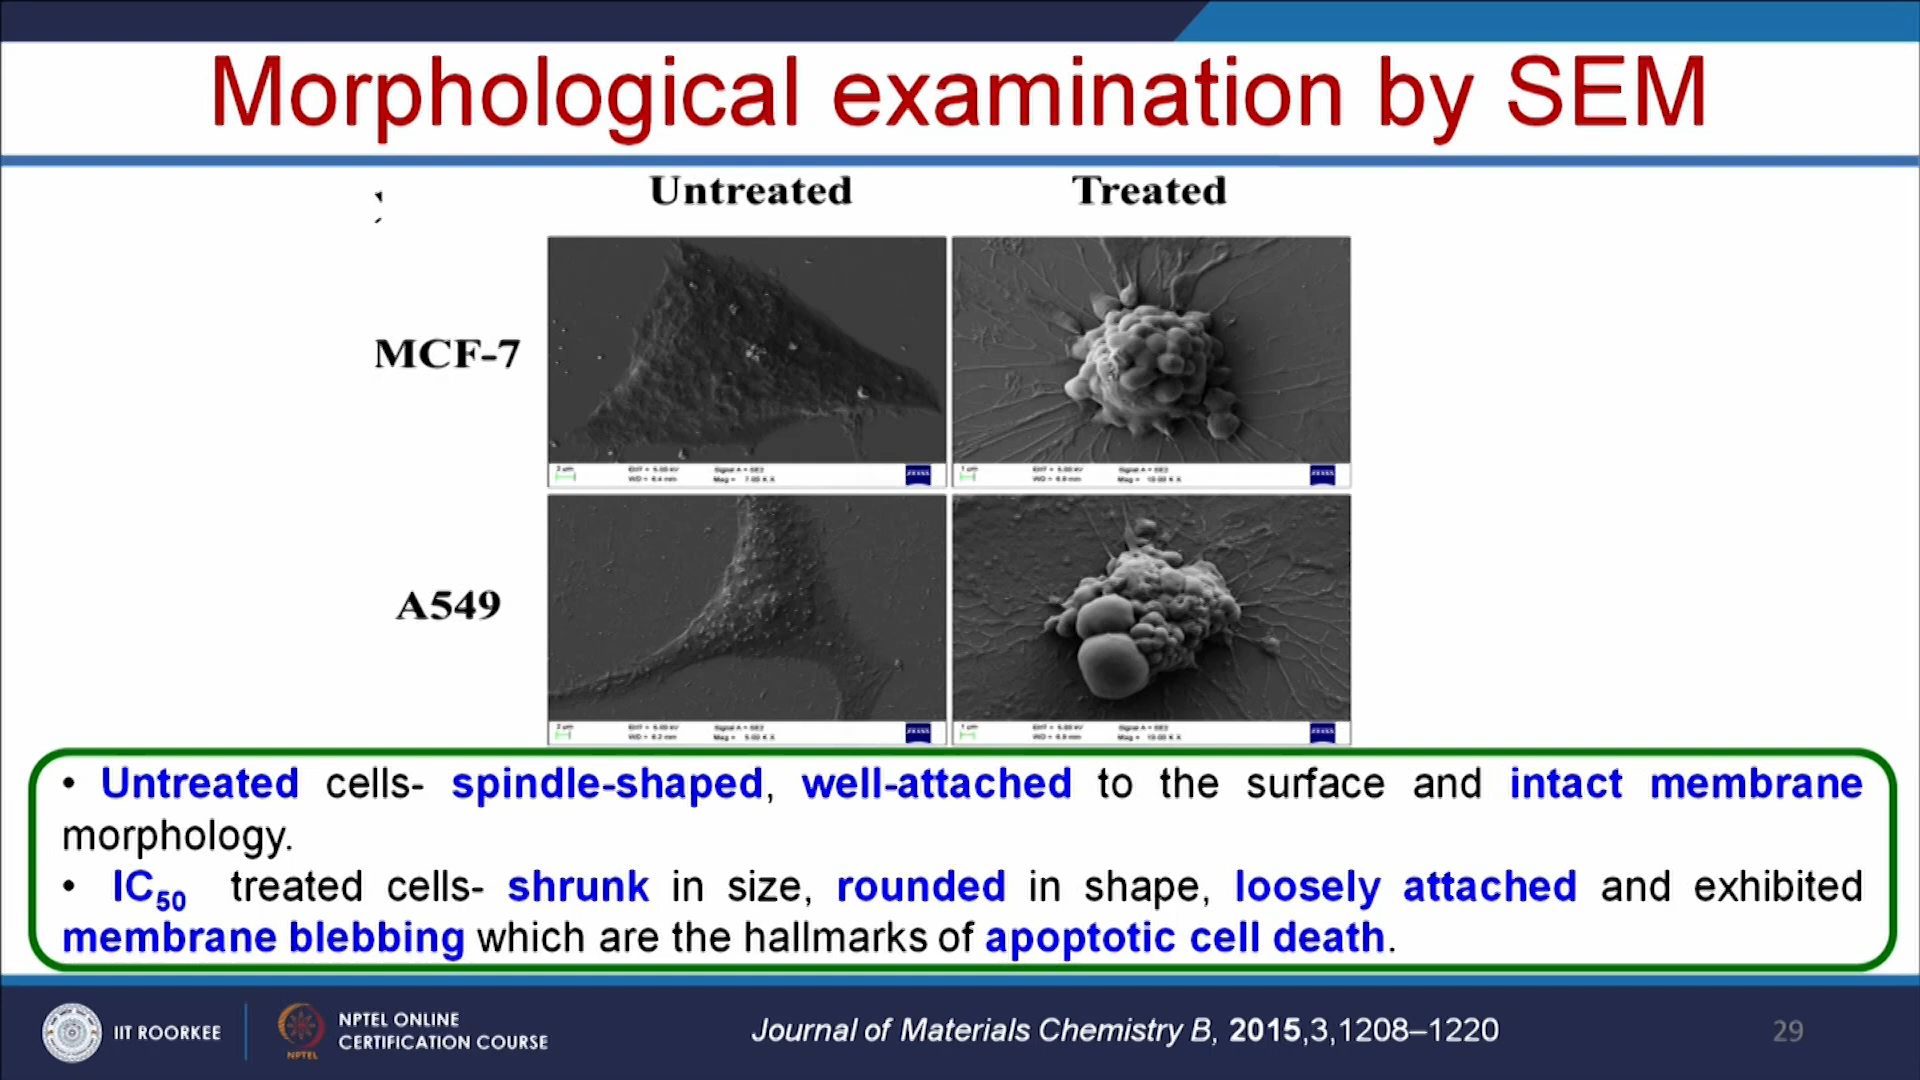 Morphological examination by SEM
Untreated Treated
MCF-7
A549
• Untreated cells- spindle-shaped, well-attached to the surface and intact membrane
morphology.
• IC50 treated cells- shrunk in size, rounded in shape, loosely attached and exhibited
membrane blebbing which are the hallmarks of apoptotic cell death.
IIT ROORKEE
NPTEL
NPTEL ONLINE
CERTIFICATION COURSE
Journal of Materials Chemistry B, 2015,3,1208–1220
29